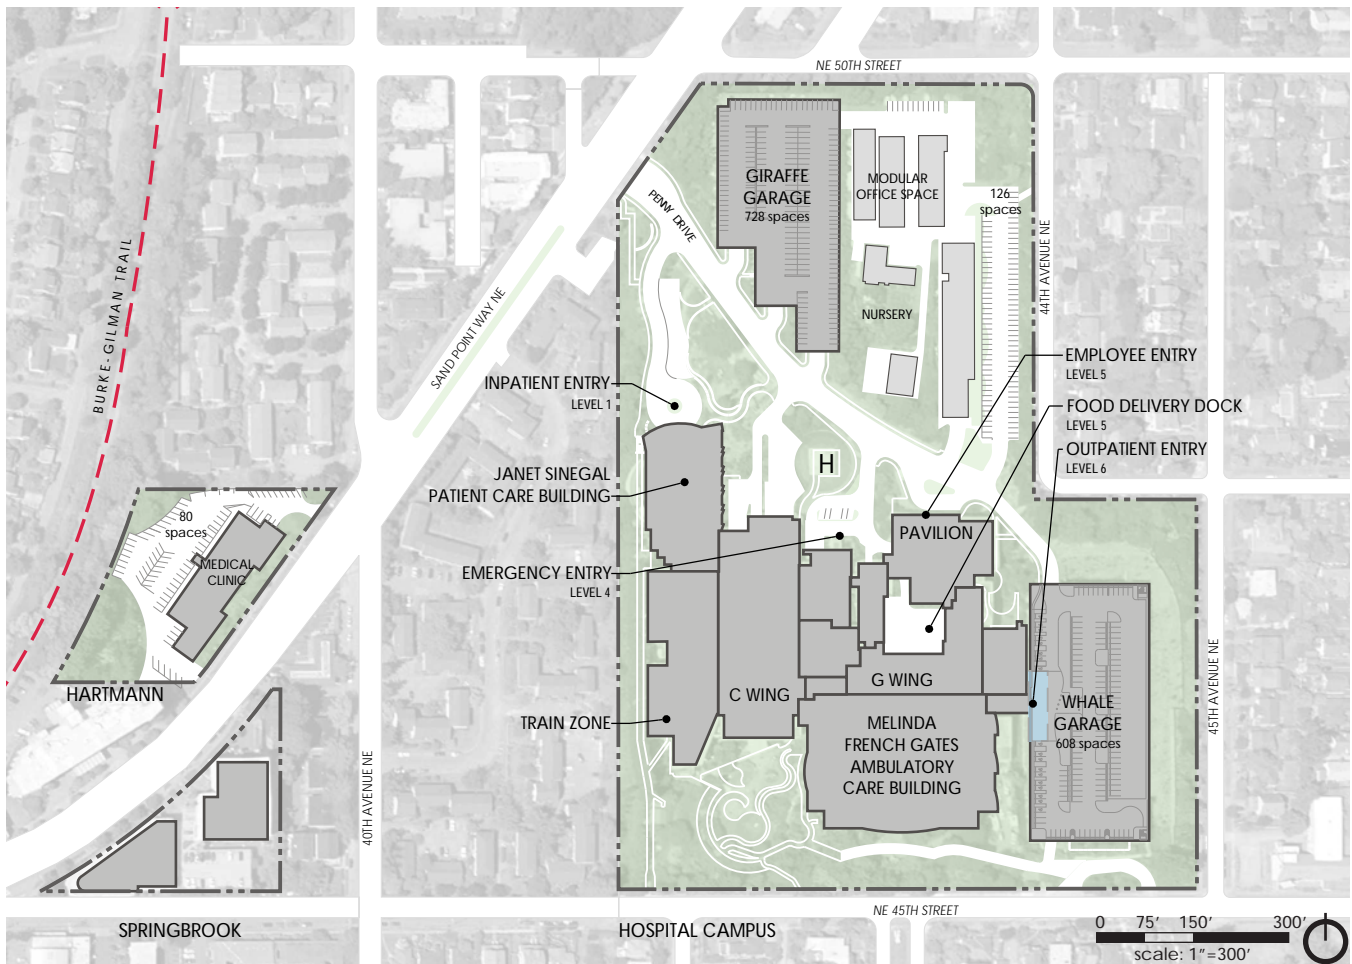 NE 50TH STREET
GIRAFFE
GARAGE
728 spaces
MODULAR
OFFICE SPACE
126
spaces
PENNY DRIVE
44TH AVENUE NE
BURKE-GILMAN TRAIL
SAND POINT WAY NE
NURSERY
EMPLOYEE ENTRY
LEVEL 5
INPATIENT ENTRY
LEVEL 1
FOOD DELIVERY DOCK
LEVEL 5
OUTPATIENT ENTRY
LEVEL 6
H
JANET SINEGAL
PATIENT CARE BUILDING
80
spaces
PAVILION
MEDICAL
CLINIC
EMERGENCY ENTRY
LEVEL 4
HARTMANN
C WING
G WING
WHALE
GARAGE
608 spaces
45TH AVENUE NE
TRAIN ZONE
MELINDA
FRENCH GATES
AMBULATORY
CARE BUILDING
40TH AVENUE NE
NE 45TH STREET
SPRINGBROOK
HOSPITAL CAMPUS
0 75' 150' 300'
scale: 1"=300'